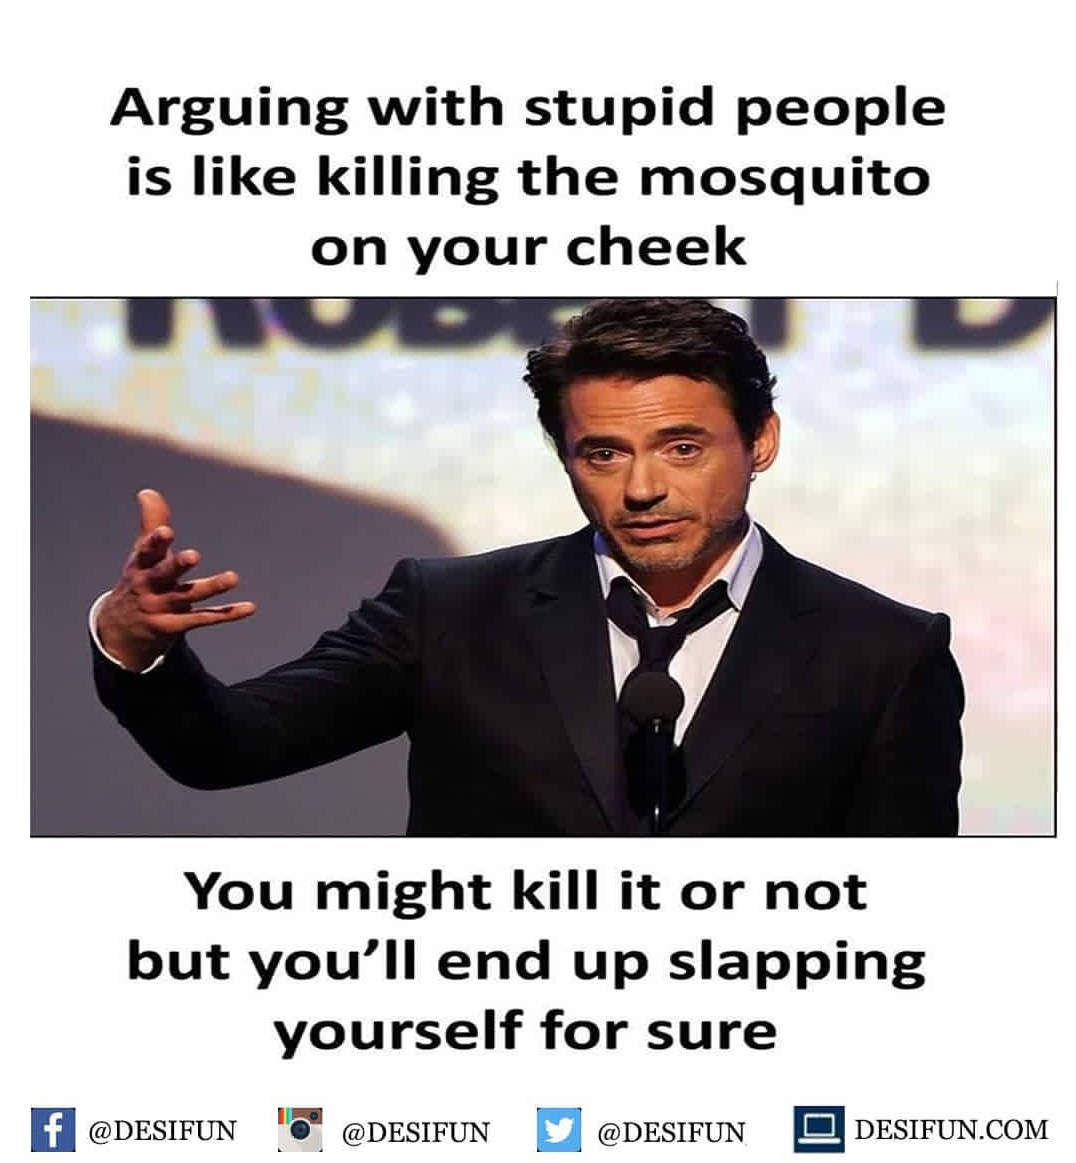 Arguing with stupid people
is like killing the mosquito
on your cheek
You might kill it or not
but you’ll end up slapping
yourself for sure
@DESIFUN @DESIFUN @DESIFUN DESIFUN.COM